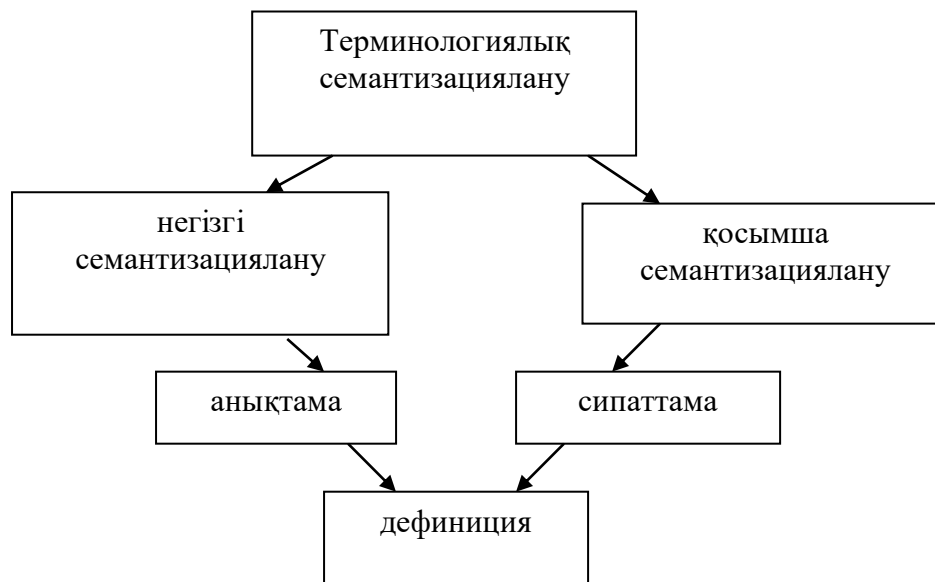 Терминологиялық
семантизациялану
негізгі
семантизациялану
қосымша
семантизациялану
анықтама
сипаттама
дефиниция